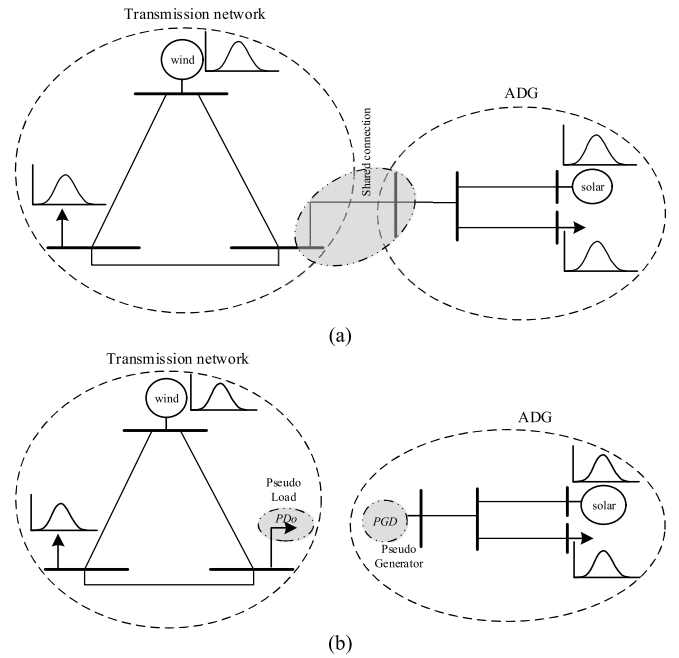 Transmission network
wind
ADG
Shared connection
solar
(a)
Transmission network
wind
ADG
Pseudo
Load
PDo
solar
PGD
Pseudo
Generator
(b)